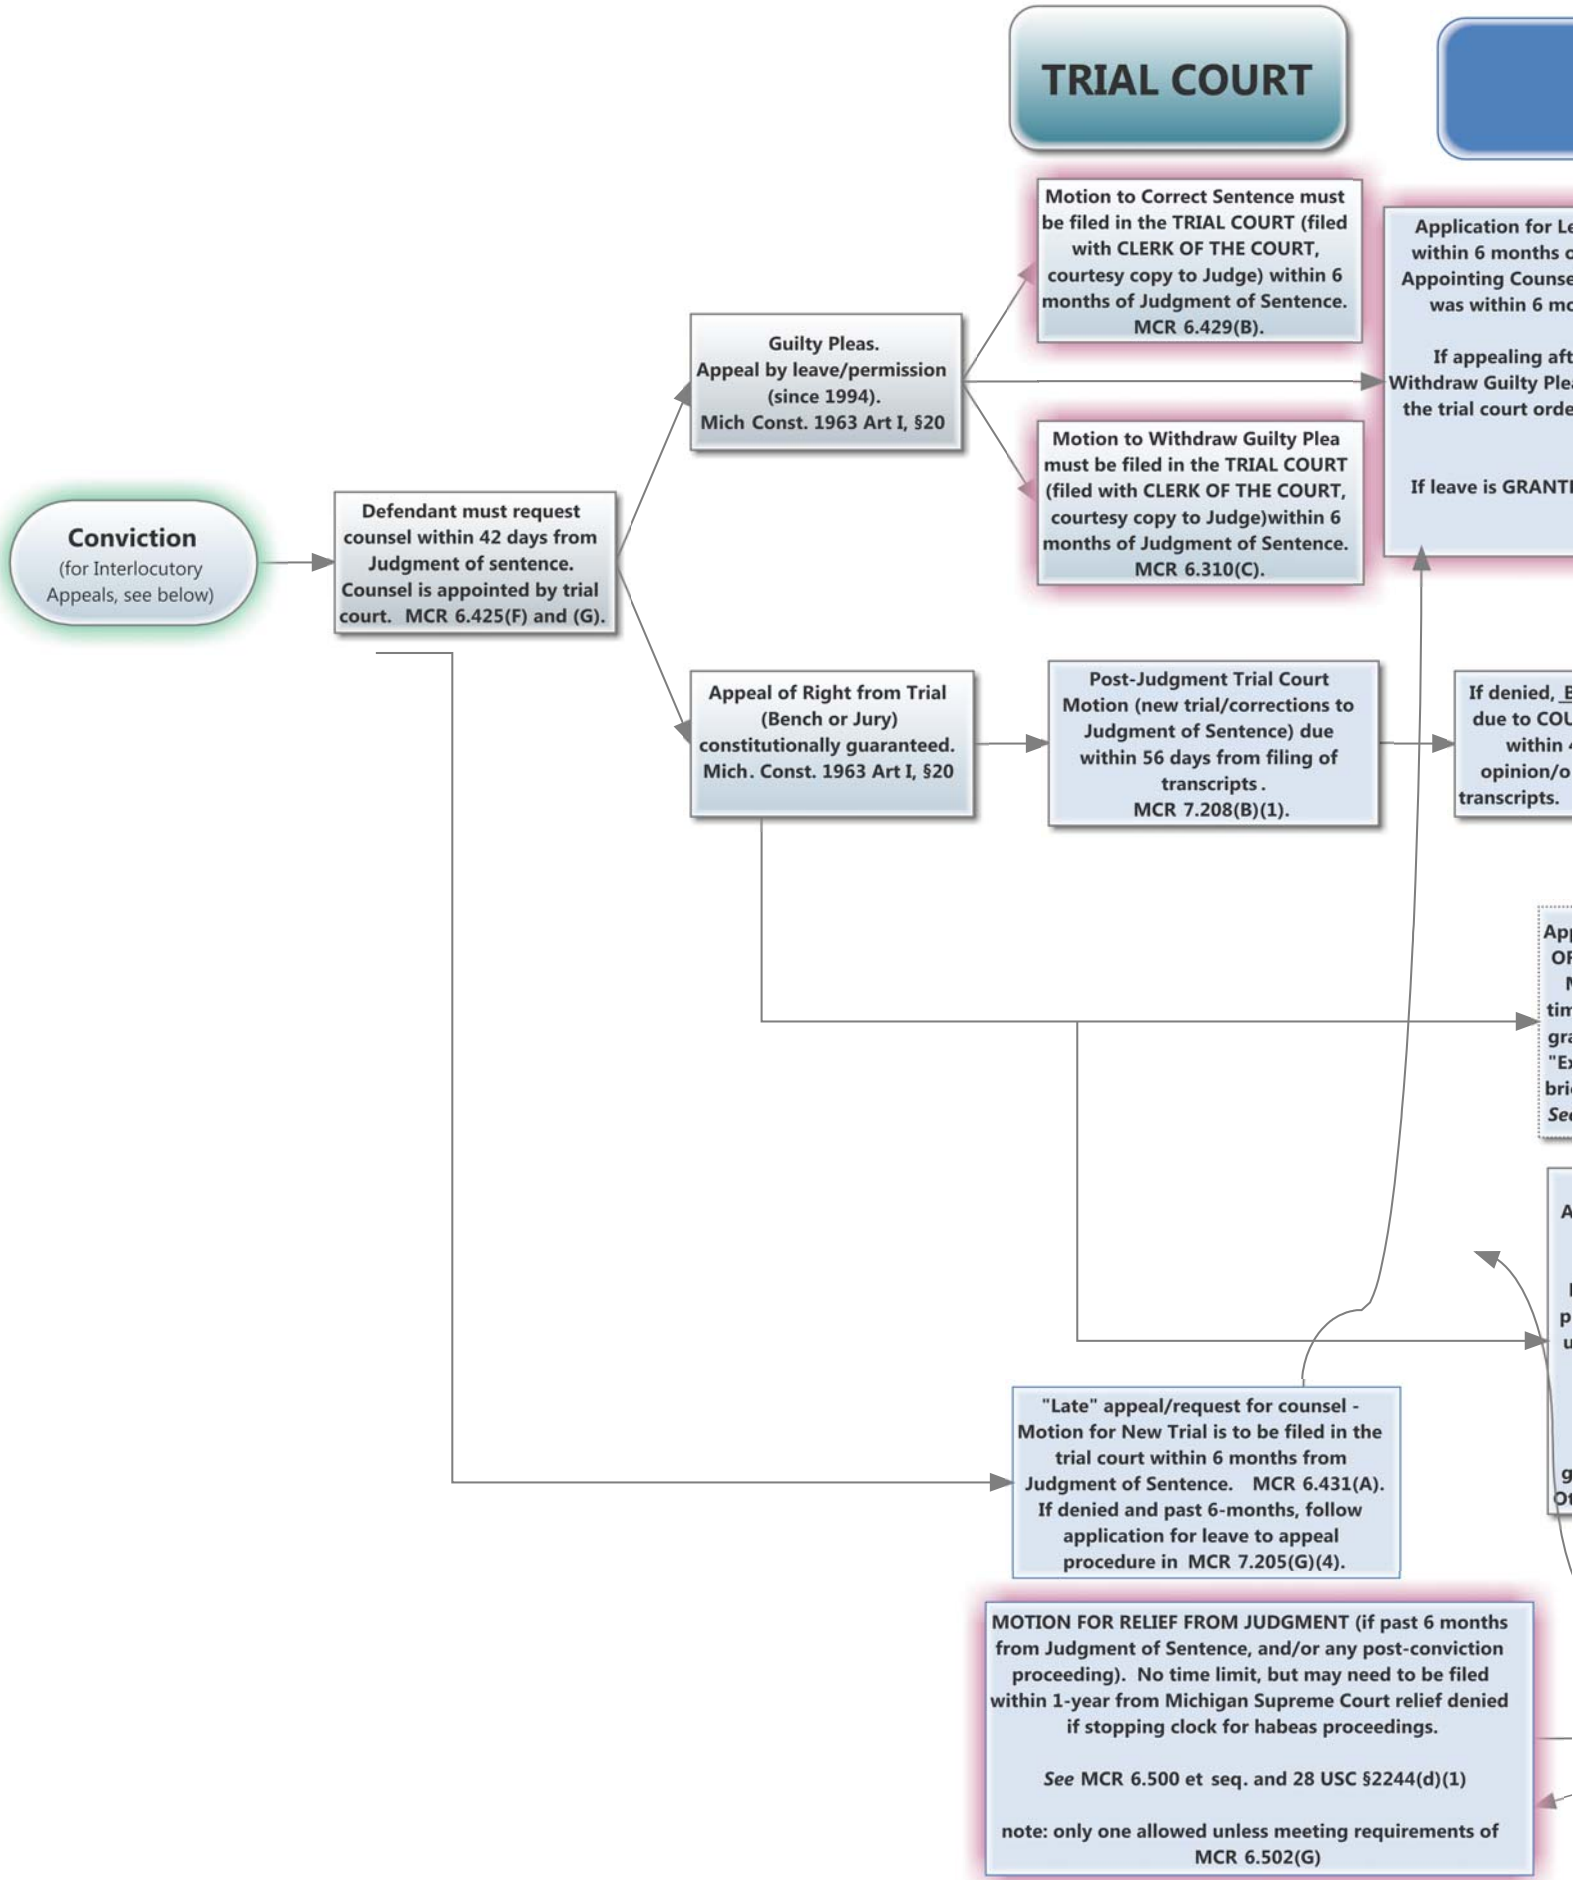 TRIAL COURT
Motion to Correct Sentence must
be filed in the TRIAL COURT (filed
with CLERK OF THE COURT,
courtesy copy to Judge) within 6
months of Judgment of Sentence.
MCR 6.429(B).
Application for
within 6 months
Appointing
was within 6
If appealing
Withdraw Guilty
the trial court
If leave is
Guilty Pleas.
Appeal by leave/permission
(since 1994).
Mich Const. 1963 Art I, §20
Motion to Withdraw Guilty Plea
must be filed in the TRIAL COURT
(filed with CLERK OF THE COURT,
courtesy copy to Judge)within 6
months of Judgment of Sentence.
MCR 6.310(C).
Conviction
(for Interlocutory
Appeals, see below)
Defendant must request
counsel within 42 days from
Judgment of sentence.
Counsel is appointed by trial
court. MCR 6.425(F) and (G).
Appeal of Right from Trial
(Bench or Jury)
constitutionally guaranteed.
Mich. Const. 1963 Art I, §20
Post-Judgment Trial Court
Motion (new trial/corrections to
Judgment of Sentence) due
within 56 days from filing of
transcripts.
MCR 7.208(B)(1).
If denied,
due to
within
transcripts.
"Late" appeal/request for counsel -
Motion for New Trial is to be filed in the
trial court within 6 months from
Judgment of Sentence. MCR 6.431(A).
If denied and past 6-months, follow
application for leave to appeal
procedure in MCR 7.205(G)(4).
MOTION FOR RELIEF FROM JUDGMENT (if past 6 months
from Judgment of Sentence, and/or any post-conviction
proceeding). No time limit, but may need to be filed
within 1-year from Michigan Supreme Court relief denied
if stopping clock for habeas proceedings.
See MCR 6.500 et seq. and 28 USC §2244(d)(1)
note: only one allowed unless meeting requirements of
MCR 6.502(G)